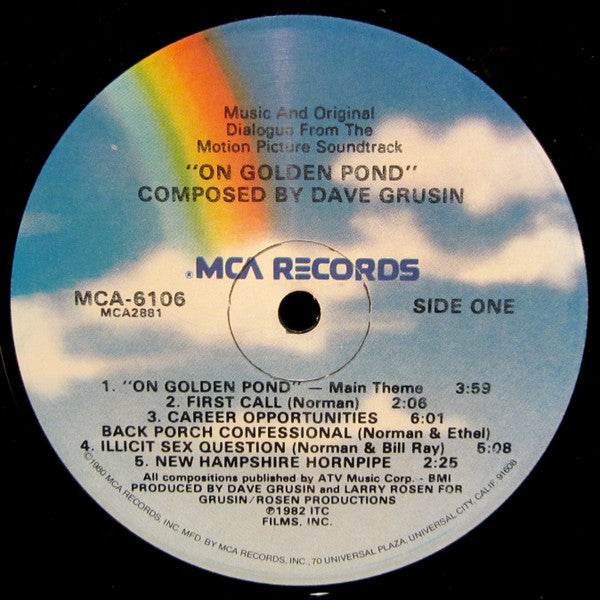 Music And Original
Dialogue From The
Motion Picture Soundtrack
"ON GOLDEN POND"
COMPOSED BY DAVE GRUSIN
® MCA RECORDS
MCA-6106
MCA2881
SIDE ONE
1. "ON GOLDEN POND" — Main Theme 3:59
2. FIRST CALL (Norman) 2:06
3. CAREER OPPORTUNITIES 6:01
BACK PORCH CONFESSIONAL (Norman & Ethel)
4. ILLICIT SEX QUESTION (Norman & Bill Ray) 5:08
5. NEW HAMPSHIRE HORNPIPE 2:25
All compositions published by ATV Music Corp. - BMI
PRODUCED BY DAVE GRUSIN and LARRY ROSEN FOR
GRUSIN/ROSEN PRODUCTIONS
℗1982 ITC
FILMS, INC.
©1980 MCA RECORDS, INC. MFD. BY MCA RECORDS, INC., 70 UNIVERSAL PLAZA, UNIVERSAL CITY, CALIF. 91608